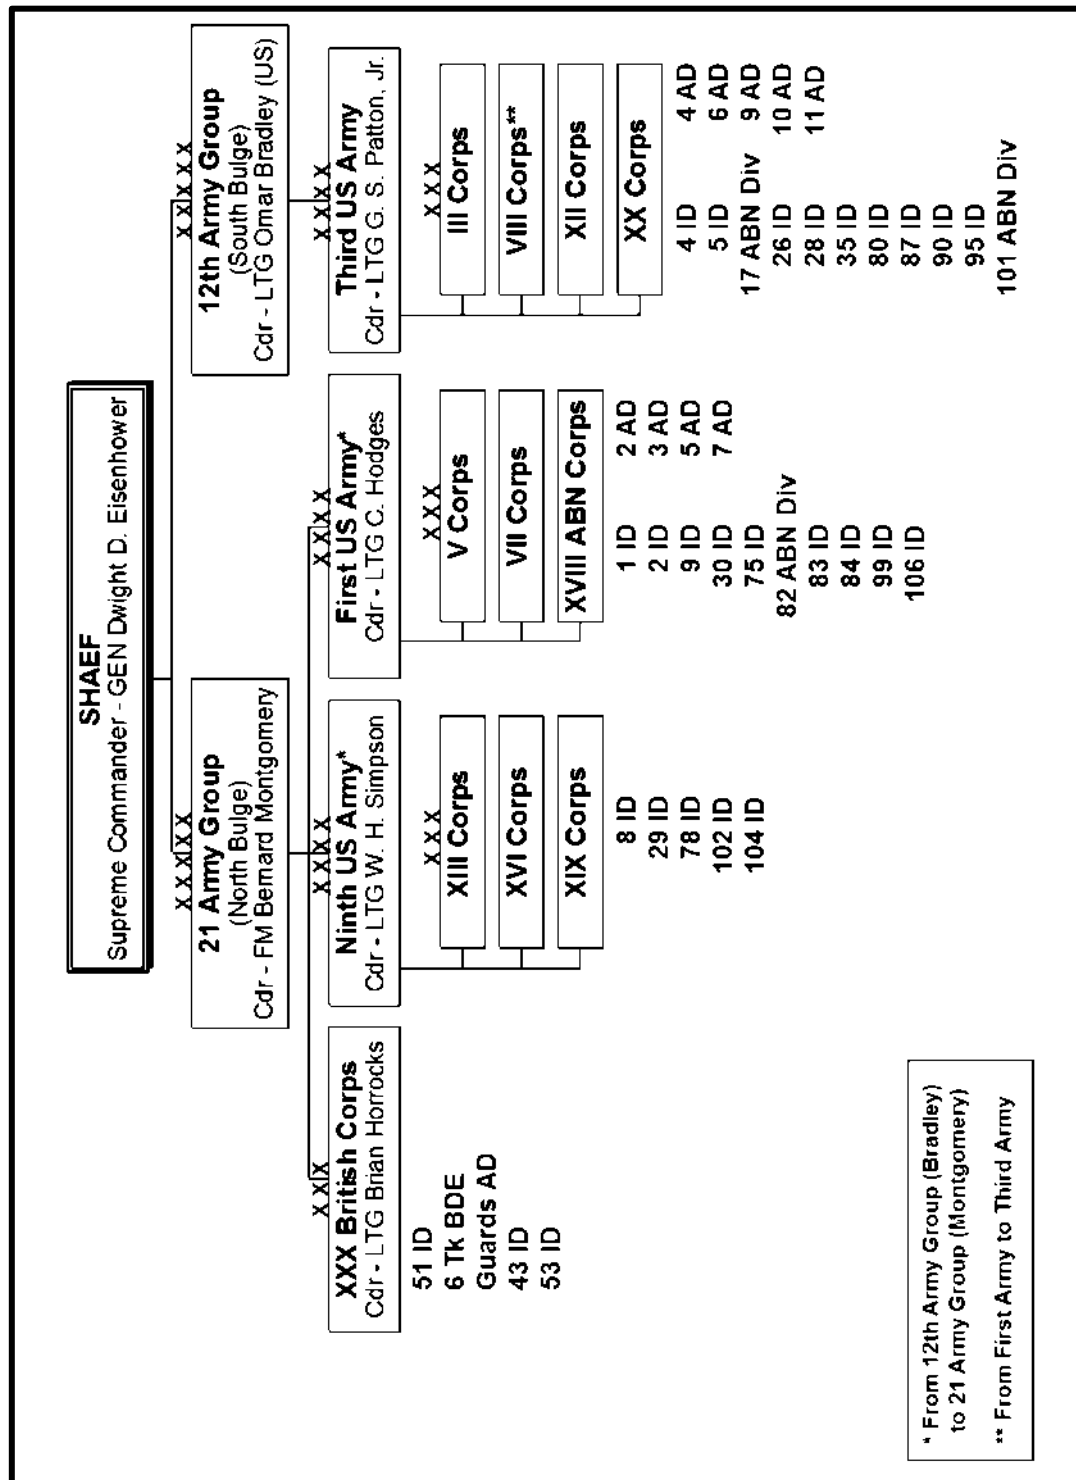 SHAEF
Supreme Commander - GEN Dwight D. Eisenhower
X X X X X
21 Army Group
(North Bulge)
Cdr - FM Bernard Montgomery
X X X X X
12th Army Group
(South Bulge)
Cdr - LTG Omar Bradley (US)
X X X
XXX British Corps
Cdr - LTG Brian Horrocks
51 ID
6 Tk BDE
Guards AD
43 ID
53 ID
X X X X
Ninth US Army*
Cdr - LTG W. H. Simpson
X X X
XIII Corps
XVI Corps
XIX Corps
8 ID
29 ID
78 ID
102 ID
104 ID
X X X X
First US Army*
Cdr - LTG C. Hodges
X X X
V Corps
VII Corps
XVIII ABN Corps
1 ID
2 ID
9 ID
30 ID
75 ID
82 ABN Div
83 ID
84 ID
99 ID
106 ID
2 AD
3 AD
5 AD
7 AD
X X X X
Third US Army
Cdr - LTG G. S. Patton, Jr.
X X X
III Corps
VIII Corps**
XII Corps
XX Corps
4 ID
5 ID
17 ABN Div
26 ID
28 ID
35 ID
80 ID
87 ID
90 ID
95 ID
101 ABN Div
4 AD
6 AD
9 AD
10 AD
11 AD
* From 12th Army Group (Bradley)
to 21 Army Group (Montgomery)
** From First Army to Third Army